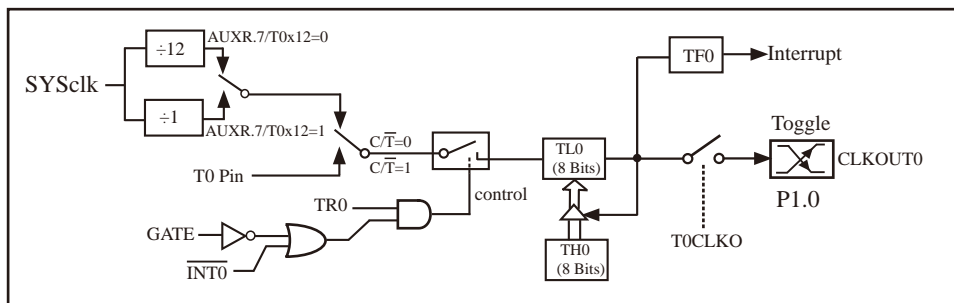 ÷12
AUXR.7/T0x12=0
SYSclk
÷1
AUXR.7/T0x12=1
T0 Pin
C/T̅=0
C/T̅=1
control
TR0
GATE
I̅N̅T̅0̅
TL0
(8 Bits)
TH0
(8 Bits)
TF0
Interrupt
Toggle
CLKOUT0
P1.0
T0CLKO